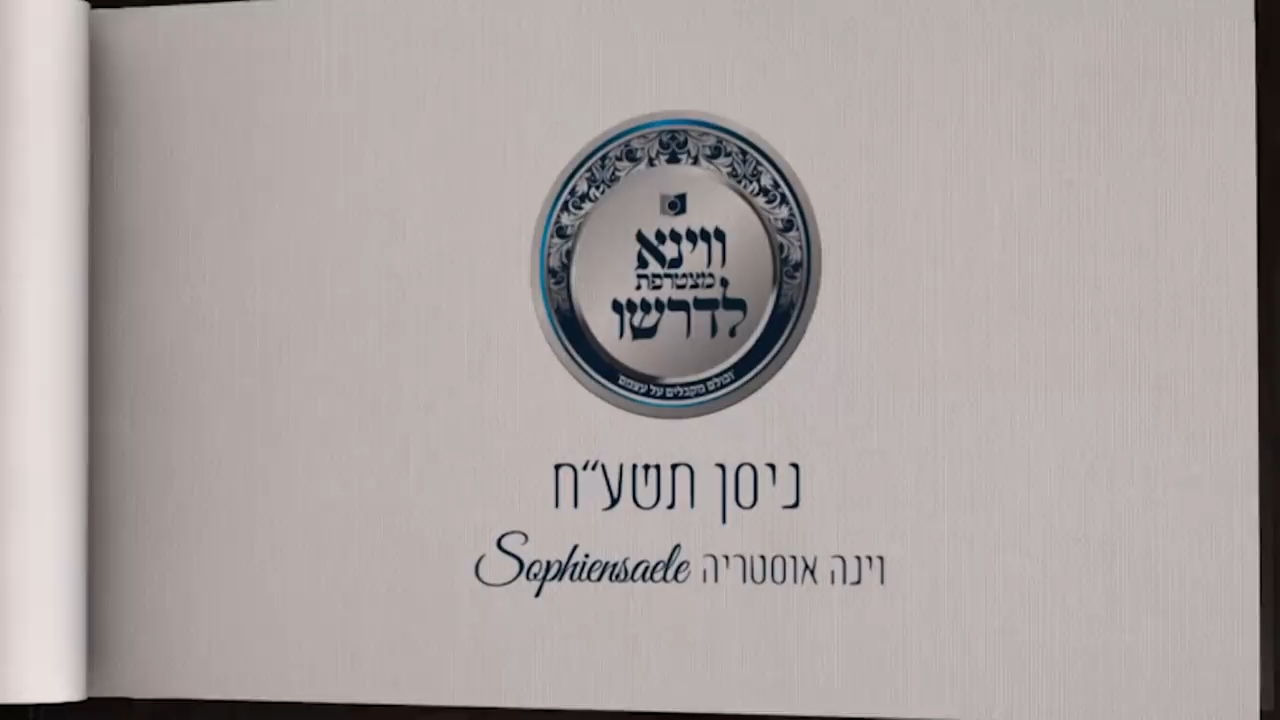 ווינא
מצטרפת
לדרשו
וכולם מקבלים על עצמם
ניסן תשע״ח
וינה אוסטריה Sophiensaele